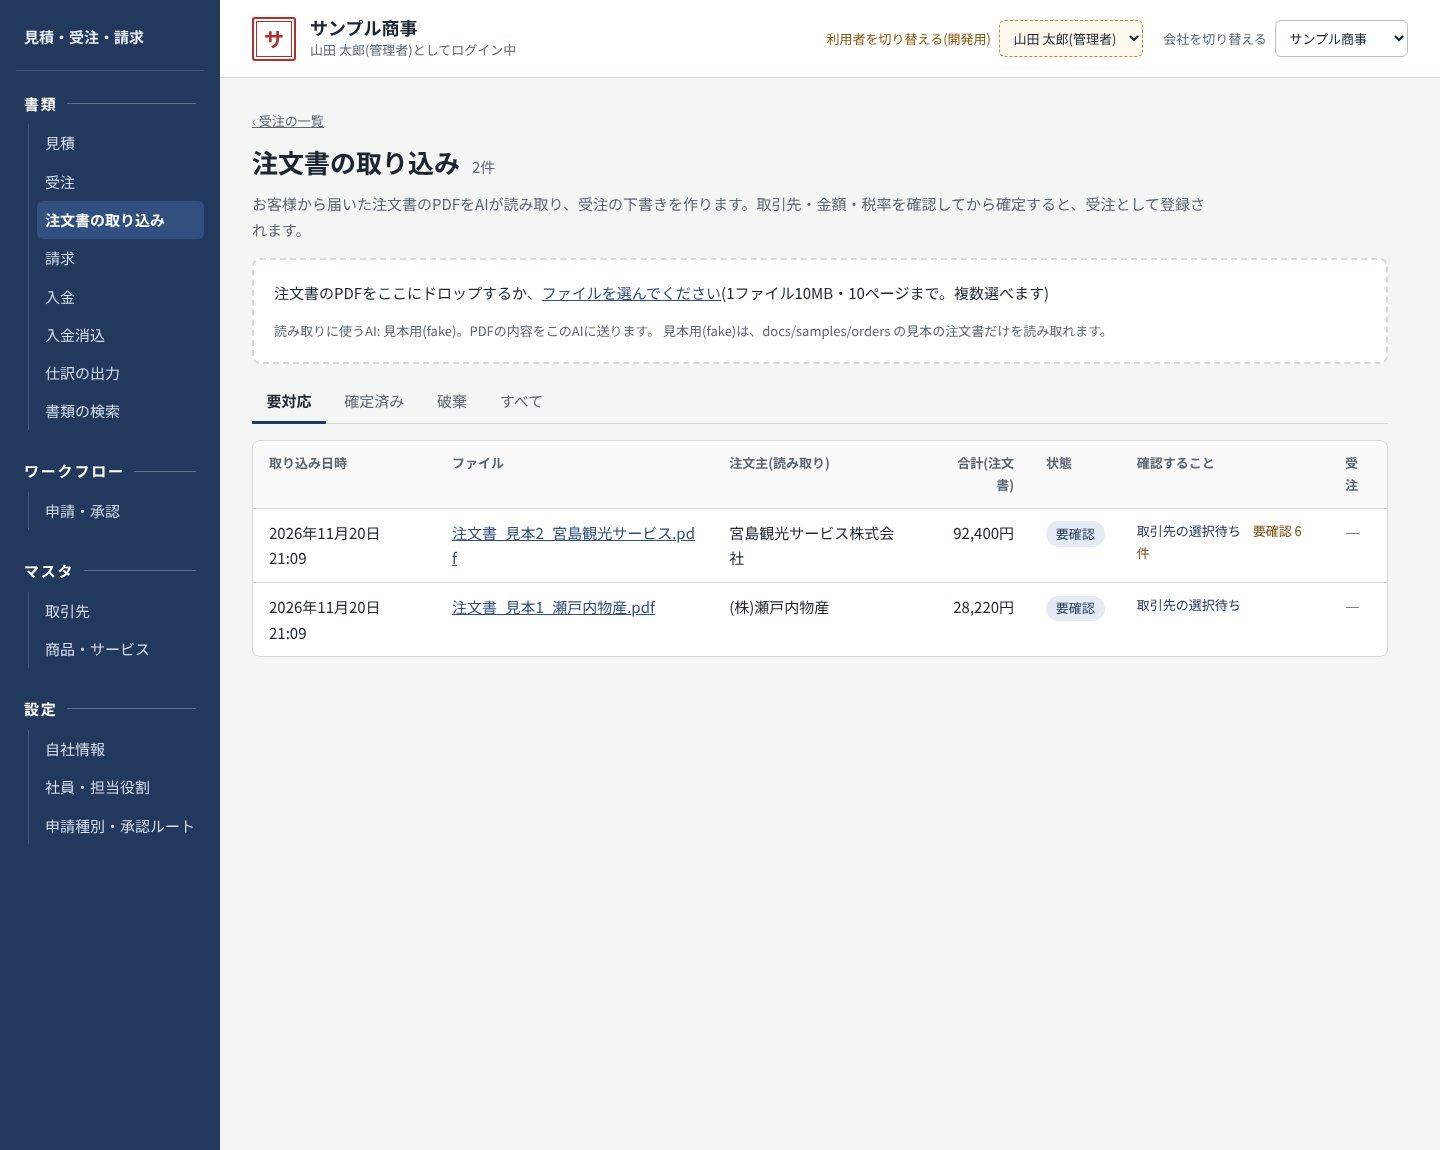 見積・受注・請求
書類
見積
受注
注文書の取り込み
請求
入金
入金消込
仕訳の出力
書類の検索
ワークフロー
申請・承認
マスタ
取引先
商品・サービス
設定
自社情報
社員・担当役割
申請種別・承認ルート
サ
サンプル商事
山田 太郎(管理者)としてログイン中
利用者を切り替える(開発用)
山田 太郎(管理者)
会社を切り替える
サンプル商事
‹ 受注の一覧
注文書の取り込み 2件
お客様から届いた注文書のPDFをAIが読み取り、受注の下書きを作ります。取引先・金額・税率を確認してから確定すると、受注として登録さ
れます。
注文書のPDFをここにドロップするか、ファイルを選んでください(1ファイル10MB・10ページまで。複数選べます)
読み取りに使うAI: 見本用(fake)。PDFの内容をこのAIに送ります。 見本用(fake)は、docs/samples/orders の見本の注文書だけを読み取れます。
要対応 確定済み 破棄 すべて
取り込み日時 ファイル 注文主(読み取り) 合計(注文 状態 確認すること 受
書) 注
2026年11月20日 注文書_見本2_宮島観光サービス.pd 宮島観光サービス株式会 92,400円 要確認 取引先の選択待ち 要確認 6 —
21:09 f 社 件
2026年11月20日 注文書_見本1_瀬戸内物産.pdf (株)瀬戸内物産 28,220円 要確認 取引先の選択待ち —
21:09